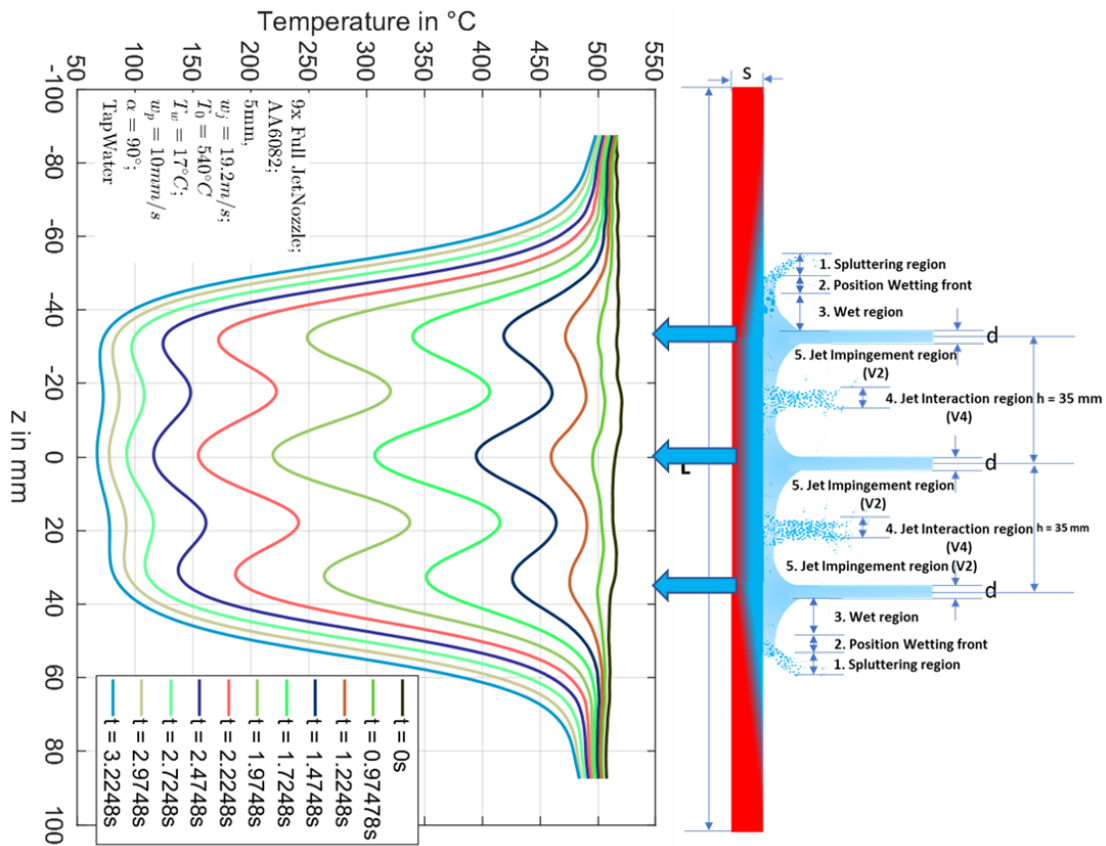 Temperature in °C
50
100
150
200
250
300
350
400
450
500
550
z in mm
-100
-80
-60
-40
-20
0
20
40
60
80
100
9x Full JetNozzle;
AA6082;
5mm,
w_j = 19.2m/s;
T_0 = 540°C
T_w = 17°C;
w_p = 10mm/s
α = 90°;
TapWater
t = 0s
t = 0.97478s
t = 1.2248s
t = 1.4748s
t = 1.7248s
t = 1.9748s
t = 2.2248s
t = 2.4748s
t = 2.7248s
t = 2.9748s
t = 3.2248s
S
L
1. Spluttering region
2. Position Wetting front
3. Wet region
d
5. Jet Impingement region
(V2)
4. Jet Interaction region h = 35 mm
(V4)
d
5. Jet Impingement region
(V2)
4. Jet Interaction region h = 35 mm
(V4)
5. Jet Impingement region (V2)
d
3. Wet region
2. Position Wetting front
1. Spluttering region